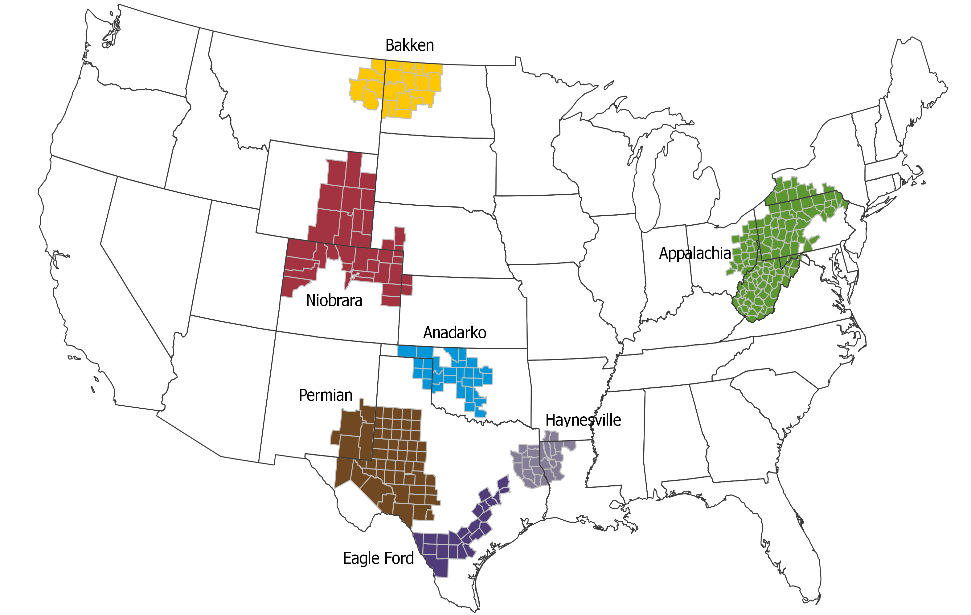 Bakken
Appalachia
Niobrara
Anadarko
Permian
Haynesville
Eagle Ford